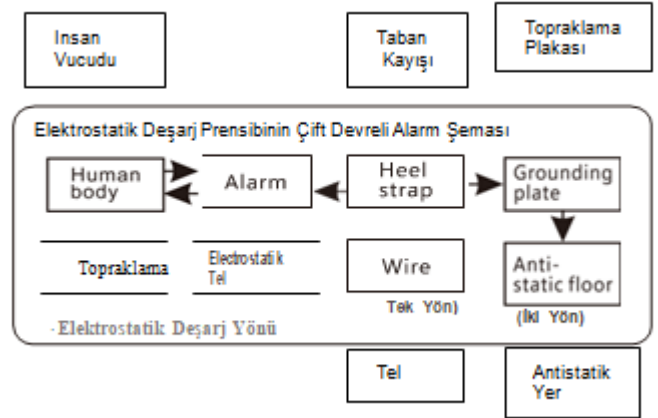 Insan
Vucudu
Taban
Kayışı
Topraklama
Plakası
Elektrostatik Deşarj Prensibinin Çift Devreli Alarm Şeması
Human
body
Alarm
Heel
strap
Grounding
plate
Topraklama
Electrostatik
Tel
Wire
Anti-
static floor
Tek Yön)
(İkl Yön)
-Elektrostatik Deşarj Yönü
Tel
Antistatik
Yer